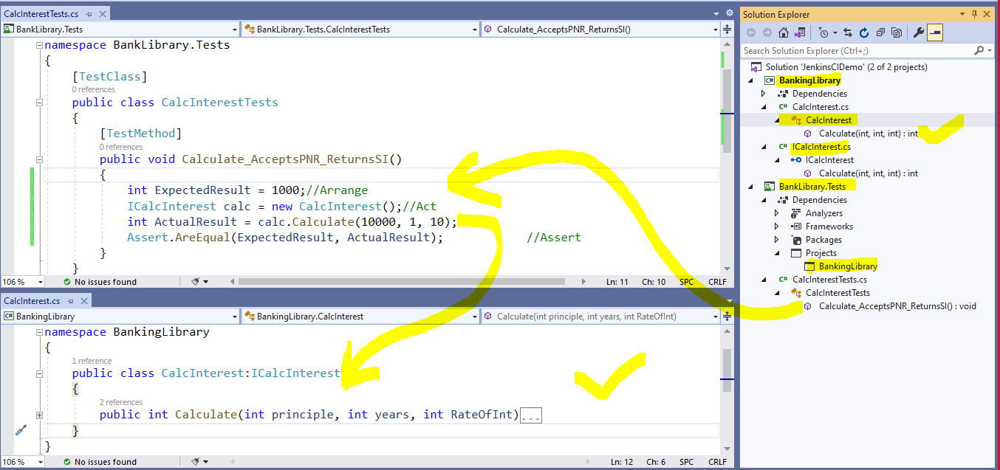 CalcInterestTests.cs
BankLibrary.Tests
BankLibrary.Tests.CalcInterestTests
Calculate_AcceptsPNR_ReturnsSI()
namespace BankLibrary.Tests
{
[TestClass]
0 references
public class CalcInterestTests
{
[TestMethod]
0 references
public void Calculate_AcceptsPNR_ReturnsSI()
{
int ExpectedResult = 1000;//Arrange
ICalcInterest calc = new CalcInterest();//Act
int ActualResult = calc.Calculate(10000, 1, 10);
Assert.AreEqual(ExpectedResult, ActualResult); //Assert
}
}
106 % No issues found Ln: 11 Ch: 10 SPC CRLF
CalcInterest.cs
BankingLibrary
BankingLibrary.CalcInterest
Calculate(int principle, int years, int RateOfInt)
namespace BankingLibrary
{
1 reference
public class CalcInterest:ICalcInterest
{
2 references
public int Calculate(int principle, int years, int RateOfInt)...
}
}
106 % No issues found Ln: 12 Ch: 6 SPC CRLF
Solution Explorer
Search Solution Explorer (Ctrl+;)
Solution 'JenkinsCIDemo' (2 of 2 projects)
BankingLibrary
Dependencies
CalcInterest.cs
CalcInterest
Calculate(int, int, int) : int
ICalcInterest.cs
ICalcInterest
Calculate(int, int, int) : int
BankLibrary.Tests
Dependencies
Analyzers
Frameworks
Packages
Projects
BankingLibrary
CalcInterestTests.cs
CalcInterestTests
Calculate_AcceptsPNR_ReturnsSI() : void